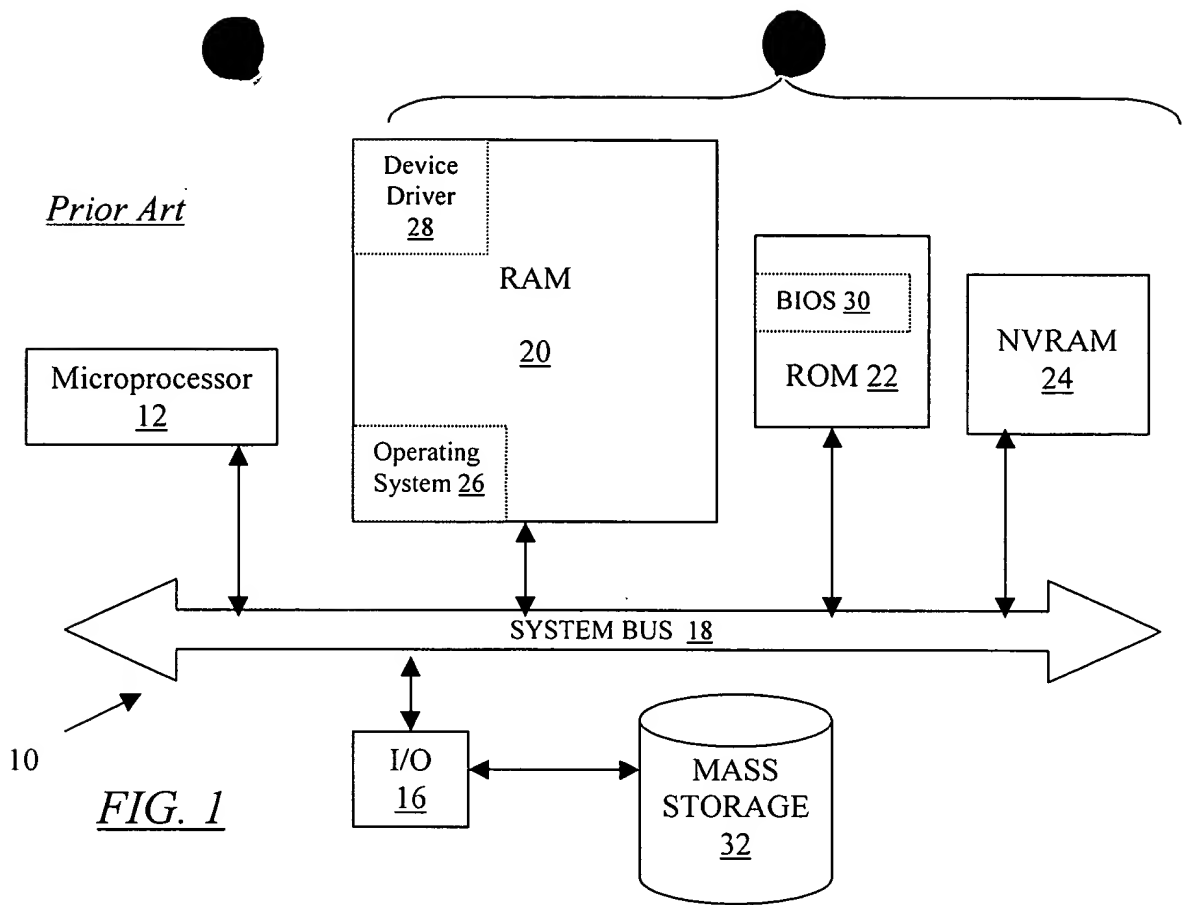 Prior Art
Device
Driver
28
RAM
20
Operating
System 26
BIOS 30
ROM 22
NVRAM
24
Microprocessor
12
SYSTEM BUS 18
10
I/O
16
MASS
STORAGE
32
FIG. 1